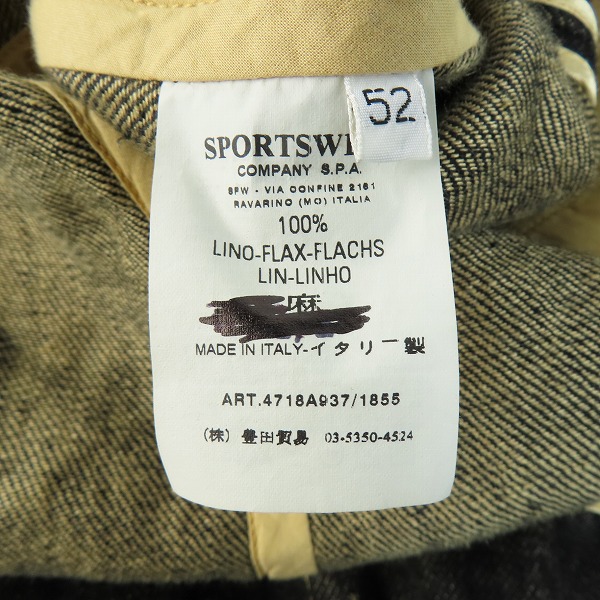 52
SPORTSW
COMPANY S.P.A.
SPW - VIA CONFINE 2161
RAVARINO (MO) ITALIA
100%
LINO-FLAX-FLACHS
LIN-LINHO
麻
MADE IN ITALY-イタリー製
ART.4718A937/1855
(株) 豊田貿易 03-5350-4524